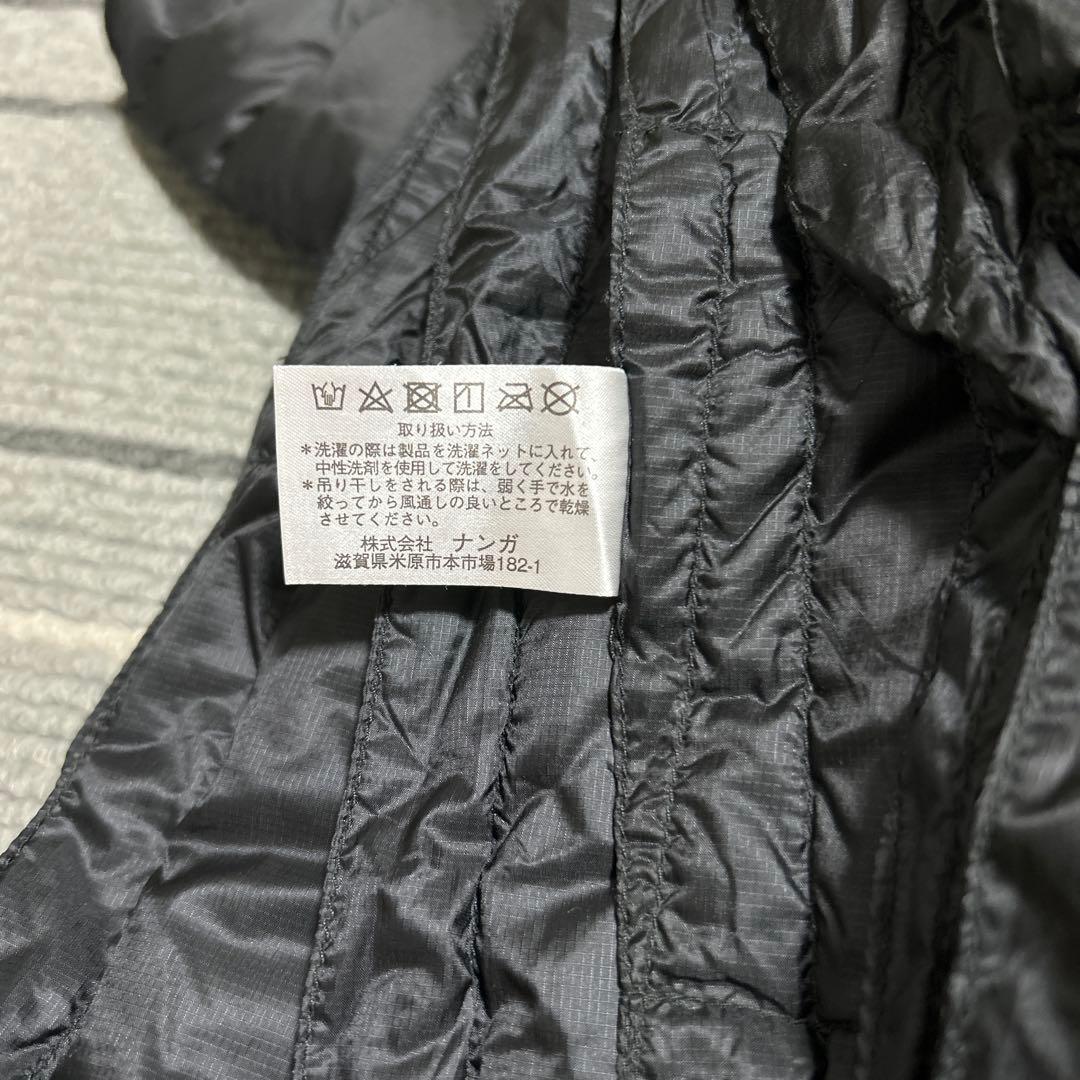 取り扱い方法
*洗濯の際は製品を洗濯ネットに入れて、
中性洗剤を使用して洗濯をしてください。
*吊り干しをされる際は、弱く手で水を
絞ってから風通しの良いところで乾燥
させてください。
株式会社 ナンガ
滋賀県米原市本市場182-1